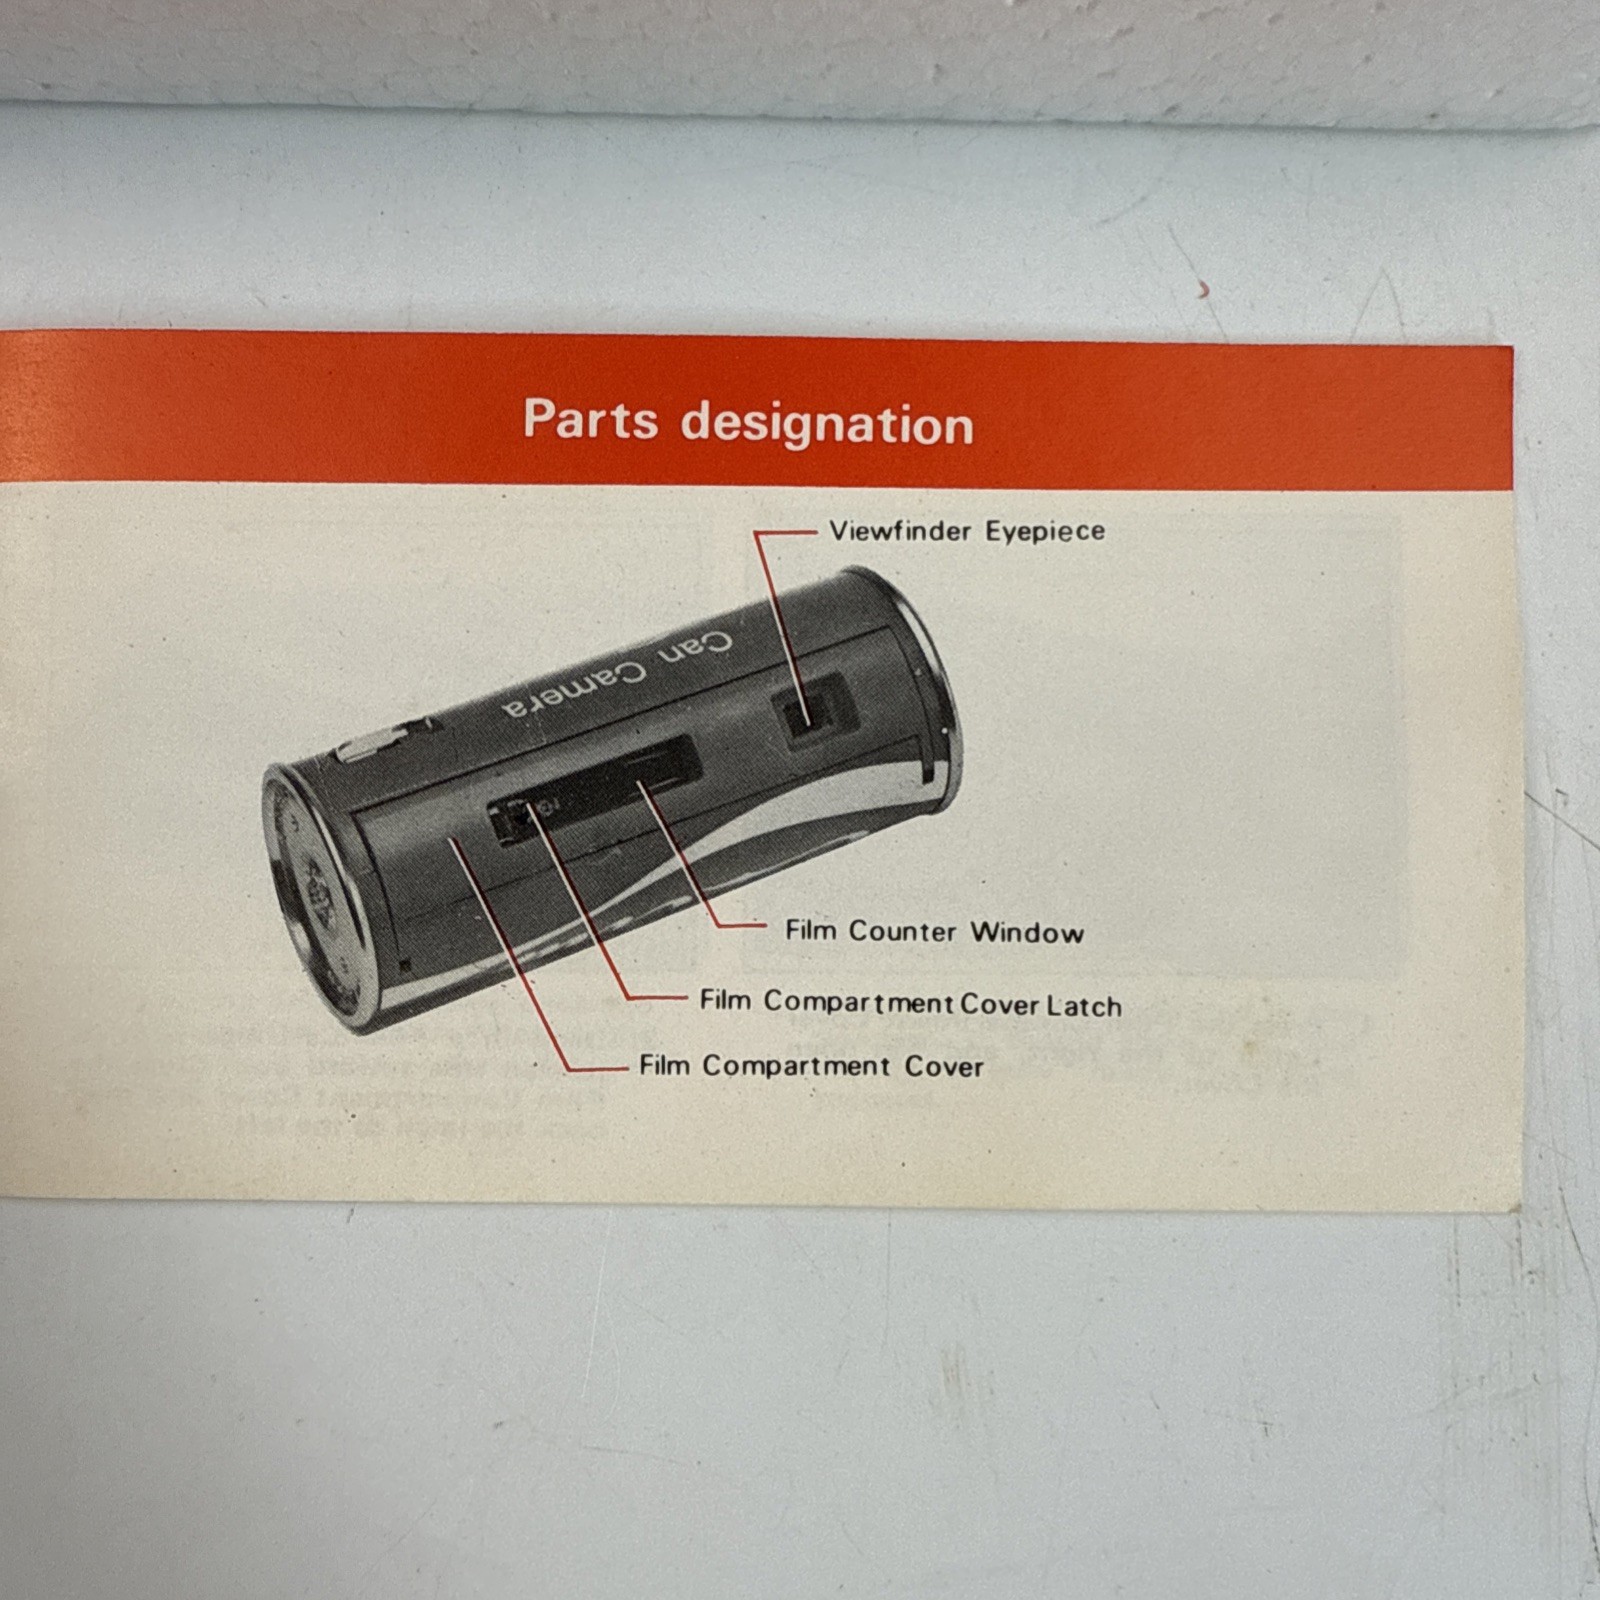 Parts designation
Viewfinder Eyepiece
Can Camera
Film Counter Window
Film Compartment Cover Latch
Film Compartment Cover